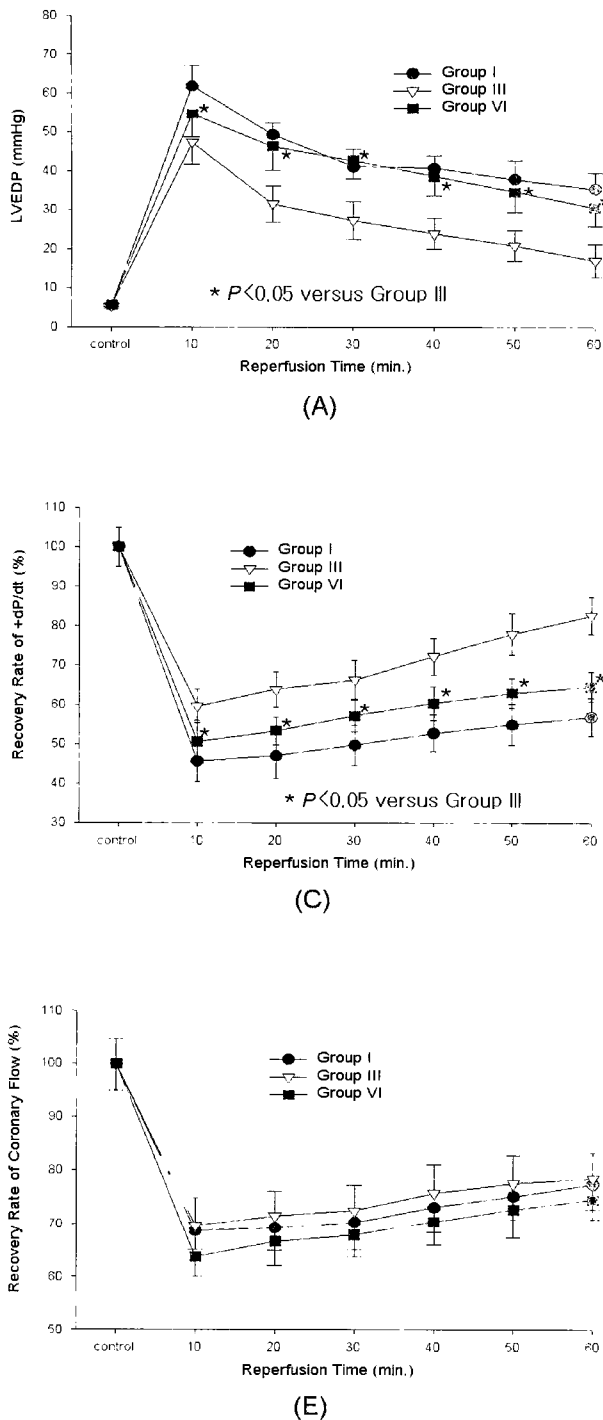 80
70
60
50
40
30
20
10
0
LVEDP (mmHg)
Group I
Group III
Group VI
*
*
*
*
*
*
* P<0.05 versus Group III
control 10 20 30 40 50 60
Reperfusion Time (min.)
(A)
110
100
90
80
70
60
50
40
30
Recovery Rate of +dP/dt (%)
Group I
Group III
Group VI
*
*
*
*
*
*
* P<0.05 versus Group III
control 10 20 30 40 50 60
Reperfusion Time (min.)
(C)
110
100
90
80
70
60
50
Recovery Rate of Coronary Flow (%)
Group I
Group III
Group VI
control 10 20 30 40 50 60
Reperfusion Time (min.)
(E)